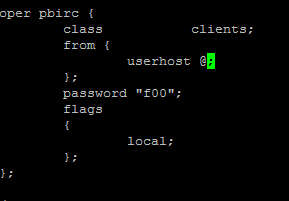 oper pbirc {
class clients;
from {
userhost @;
};
password "f00";
flags
{
local;
};
};